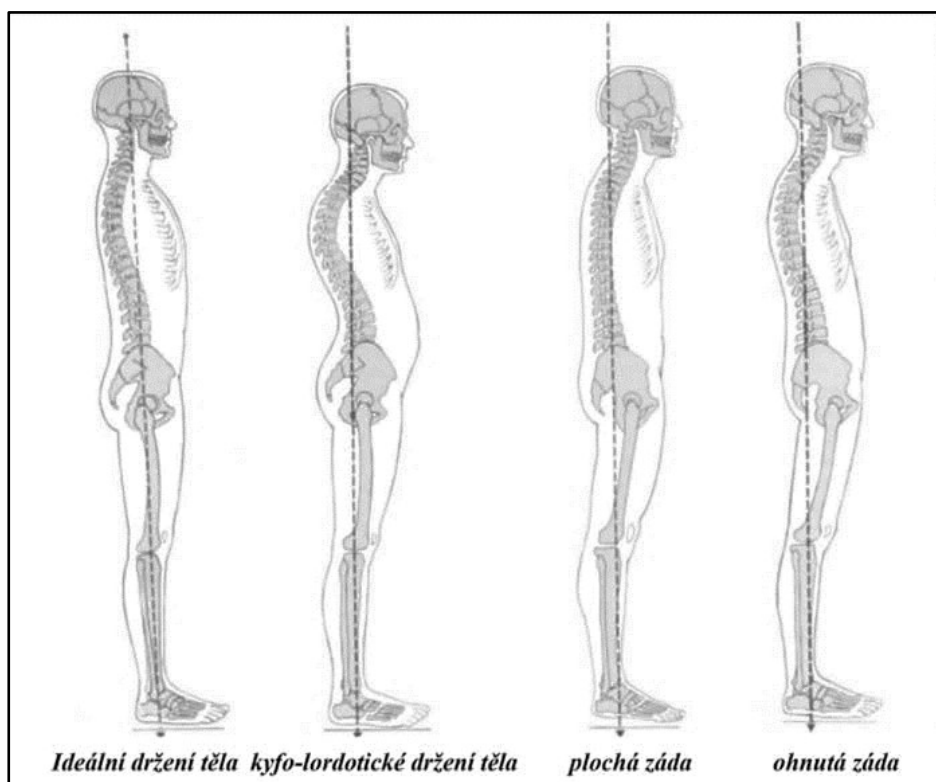 Ideální držení těla kyfo-lordotické držení těla plochá záda ohnutá záda